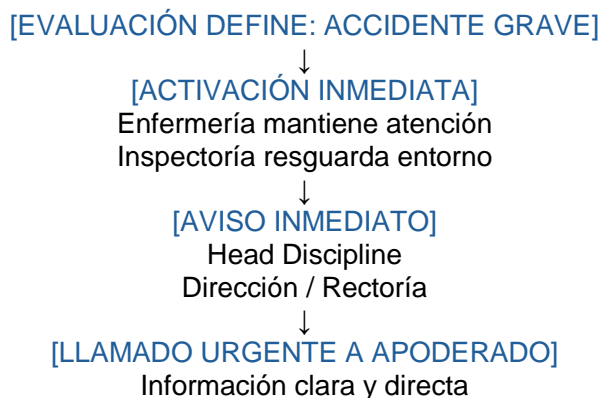 [EVALUACIÓN DEFINE: ACCIDENTE GRAVE]
↓
[ACTIVACIÓN INMEDIATA]
Enfermería mantiene atención
Inspectoría resguarda entorno
↓
[AVISO INMEDIATO]
Head Discipline
Dirección / Rectoría
↓
[LLAMADO URGENTE A APODERADO]
Información clara y directa